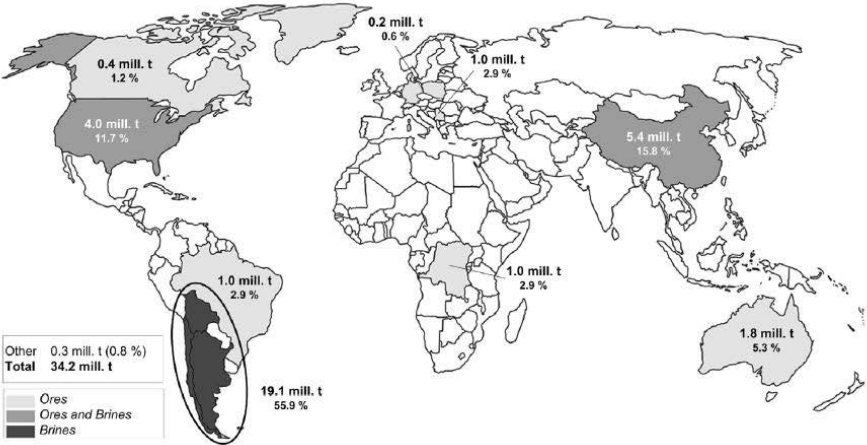 0.4 mill. t
1.2 %
4.0 mill. t
11.7 %
0.2 mill. t
0.6 %
1.0 mill. t
2.9 %
5.4 mill. t
15.8 %
1.0 mill. t
2.9 %
1.0 mill. t
2.9 %
1.8 mill. t
5.3 %
19.1 mill. t
55.9 %
Other 0.3 mill. t (0.8 %)
Total 34.2 mill. t
Ores
Ores and Brines
Brines